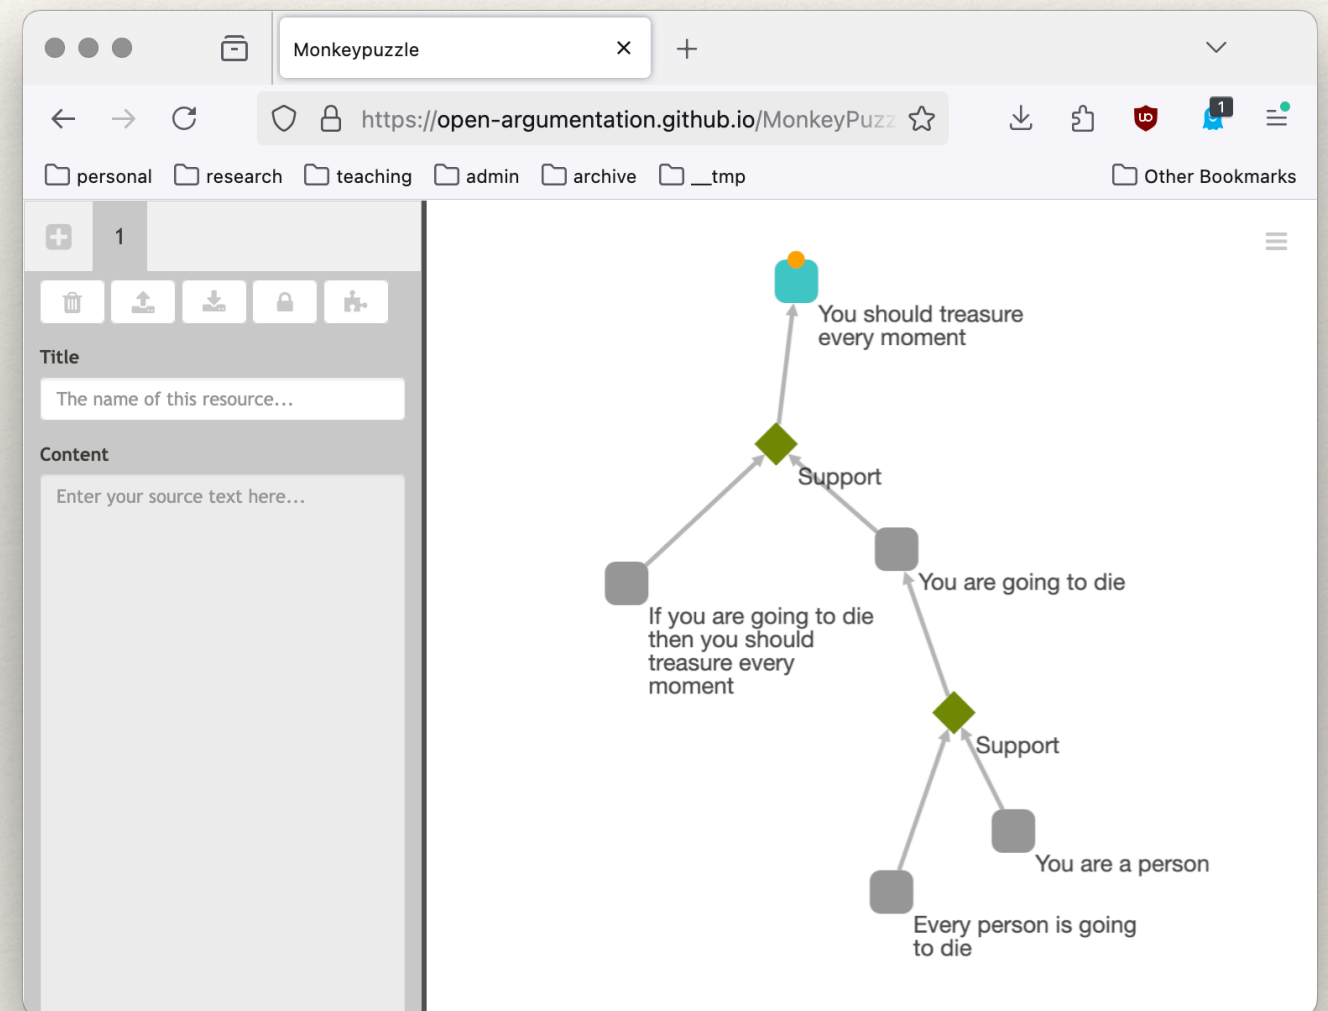 Monkeypuzzle
https://open-argumentation.github.io/MonkeyPuzz
1
personal
research
teaching
admin
archive
__tmp
Other Bookmarks
1
Title
The name of this resource...
Content
Enter your source text here...
You should treasure
every moment
Support
You are going to die
If you are going to die
then you should
treasure every
moment
Support
You are a person
Every person is going
to die